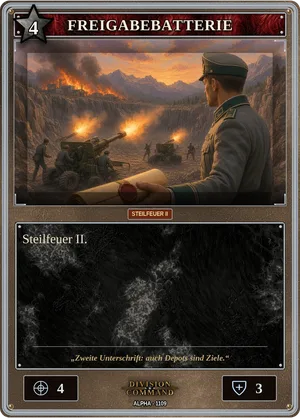 4
FREIGABEBATTERIE
STEILFEUER II
Steilfeuer II.
„Zweite Unterschrift: auch Depots sind Ziele.“
4
DIVISION
COMMAND
3
ALPHA 1109